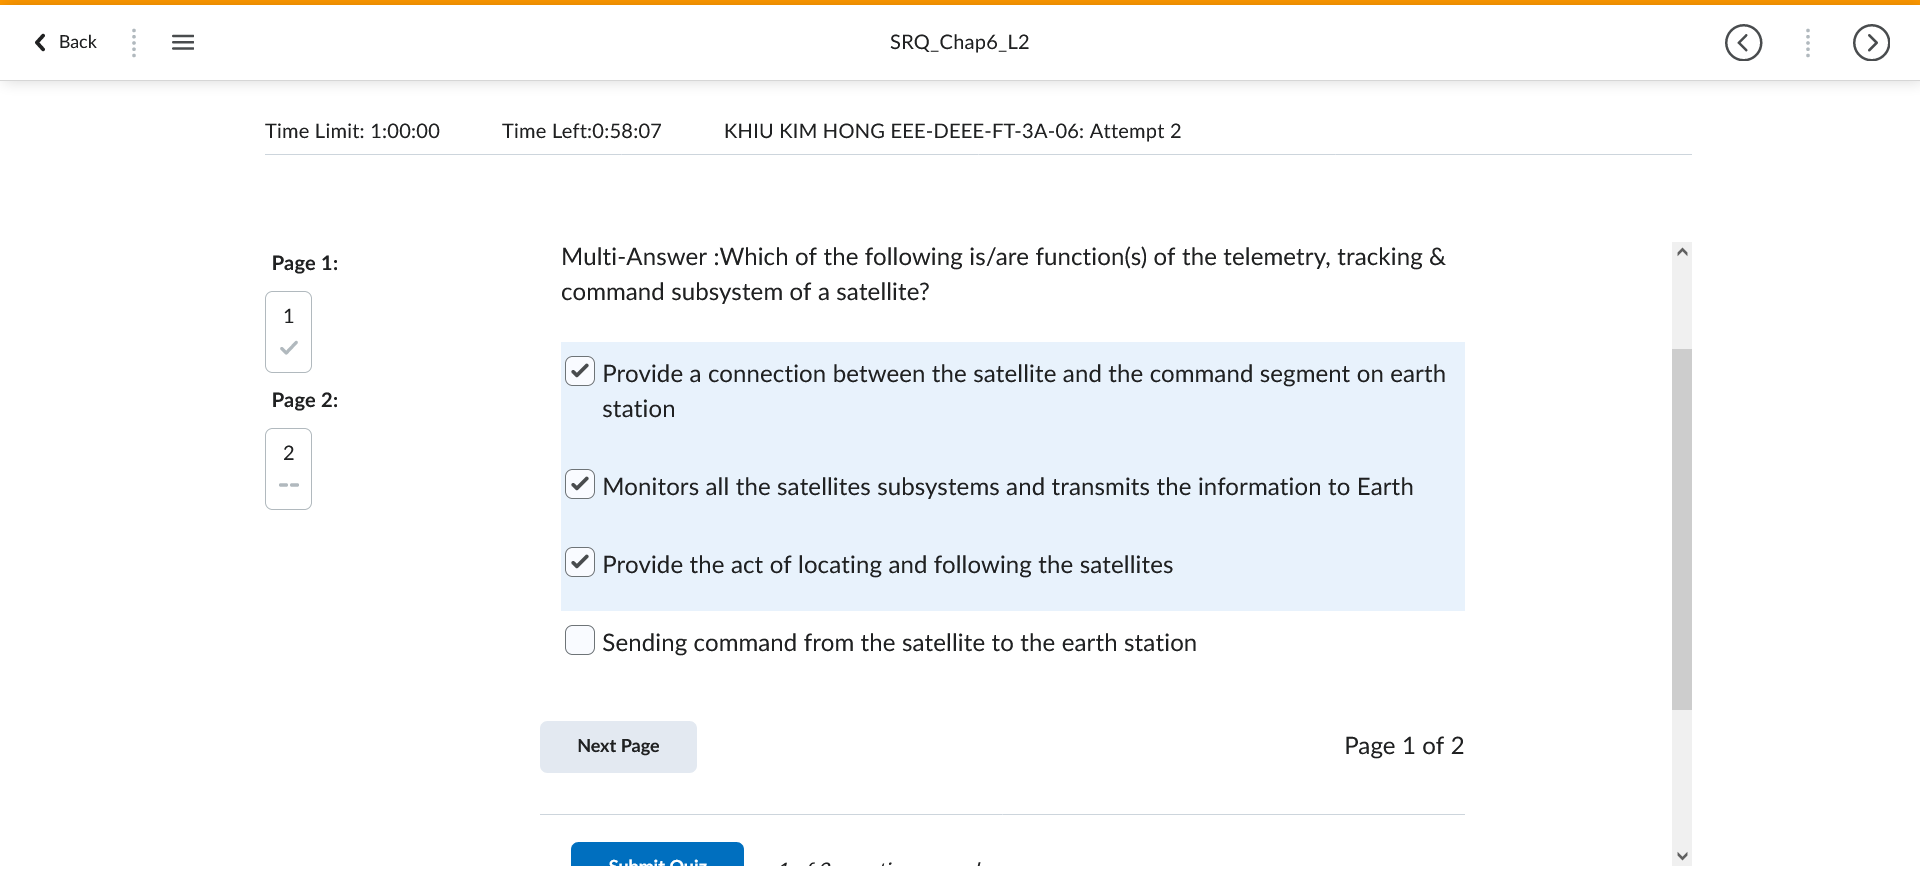 Back
SRQ_Chap6_L2
Time Limit: 1:00:00 Time Left:0:58:07 KHIU KIM HONG EEE-DEEE-FT-3A-06: Attempt 2
Page 1:
1
Page 2:
2
--
Multi-Answer :Which of the following is/are function(s) of the telemetry, tracking &
command subsystem of a satellite?
Provide a connection between the satellite and the command segment on earth
station
Monitors all the satellites subsystems and transmits the information to Earth
Provide the act of locating and following the satellites
Sending command from the satellite to the earth station
Next Page
Page 1 of 2
Submit Quiz